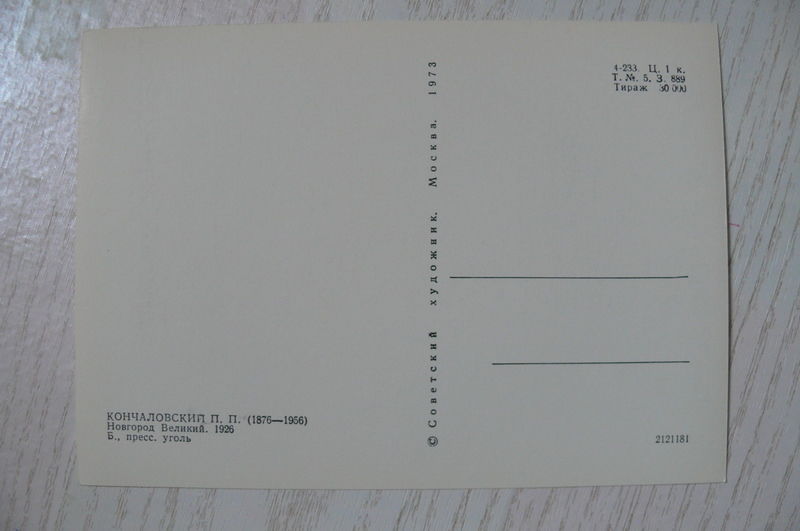 4-233. Ц. 1 к.
Т. №. 5. З. 889
Тираж 30 000
© Советский художник. Москва. 1973
КОНЧАЛОВСКИЙ П. П. (1876—1956)
Новгород Великий. 1926
Б., пресс. уголь
2121181